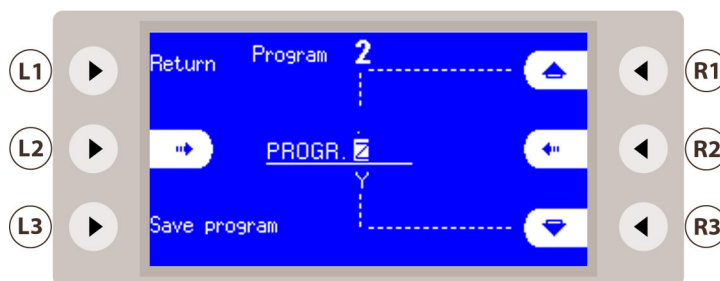 L1 Return Program 2 R1
.
L2 PROGR. Z R2
Y
L3 Save program R3